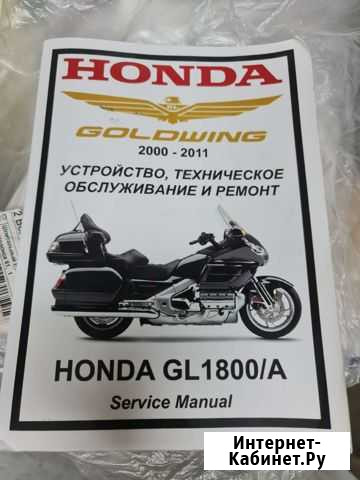 HONDA
GOLDWING
2000 - 2011
УСТРОЙСТВО, ТЕХНИЧЕСКОЕ
ОБСЛУЖИВАНИЕ И РЕМОНТ
HONDA GL1800/A
Service Manual
Интернет-
Кабинет.Ру